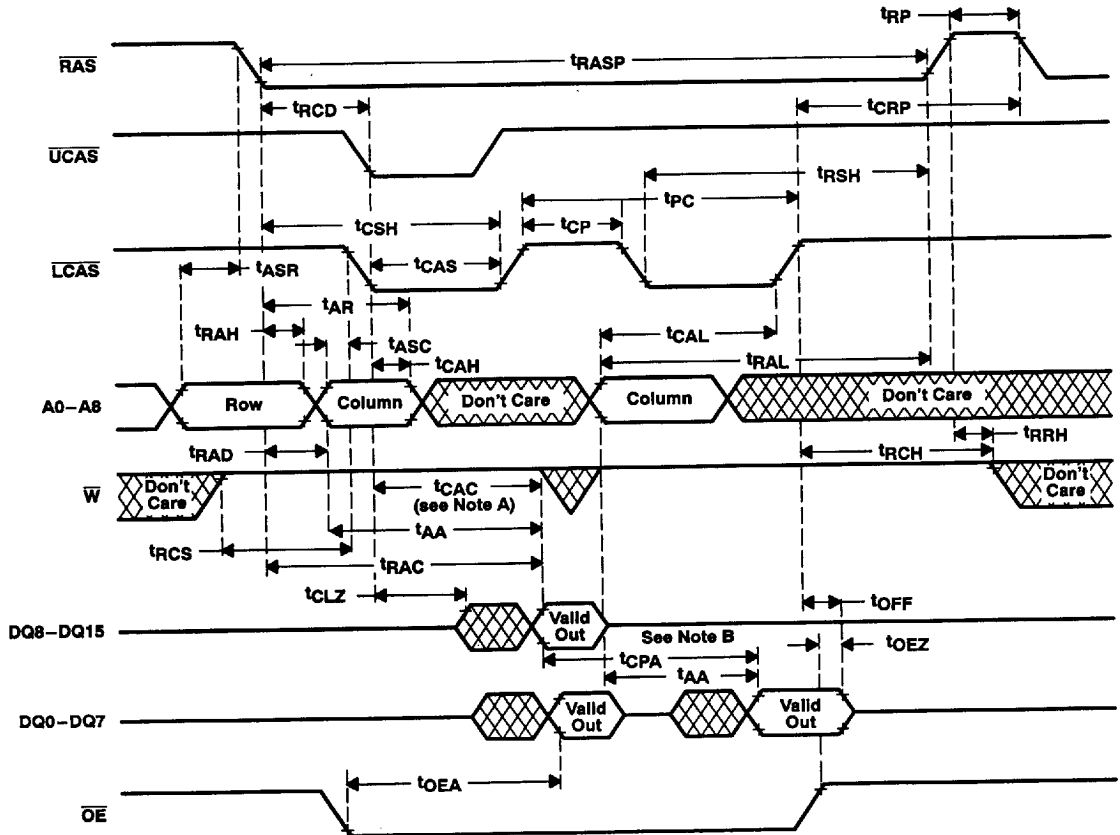 tRP
RAS
tRASP
tRCD
tCRP
UCAS
tRSH
tPC
tCSH
tCP
LCAS
tASR
tCAS
tAR
tRAH
tASC
tCAL
tCAH
tRAL
A0–A8
Row
Column
Don't Care
Column
Don't Care
tRRH
tRAD
tRCH
W
Don't
Care
tCAC
(see Note A)
Don't
Care
tAA
tRCS
tRAC
tCLZ
tOFF
DQ8–DQ15
Valid
Out
See Note B
tOEZ
tCPA
tAA
DQ0–DQ7
Valid
Out
Valid
Out
tOEA
OE